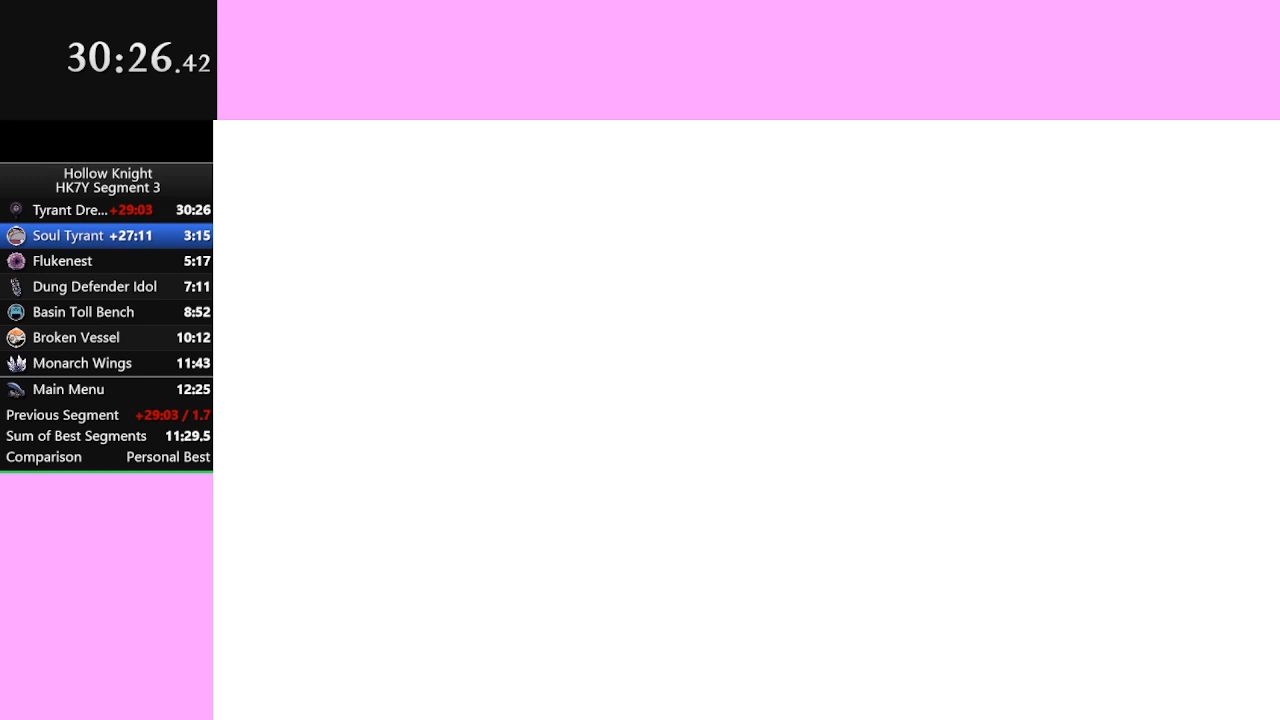 30:26.42
Hollow Knight
HK7Y Segment 3
Tyrant Dre... +29:03 30:26
Soul Tyrant +27:11 3:15
Flukenest 5:17
Dung Defender Idol 7:11
Basin Toll Bench 8:52
Broken Vessel 10:12
Monarch Wings 11:43
Main Menu 12:25
Previous Segment +29:03 / 1.7
Sum of Best Segments 11:29.5
Comparison Personal Best